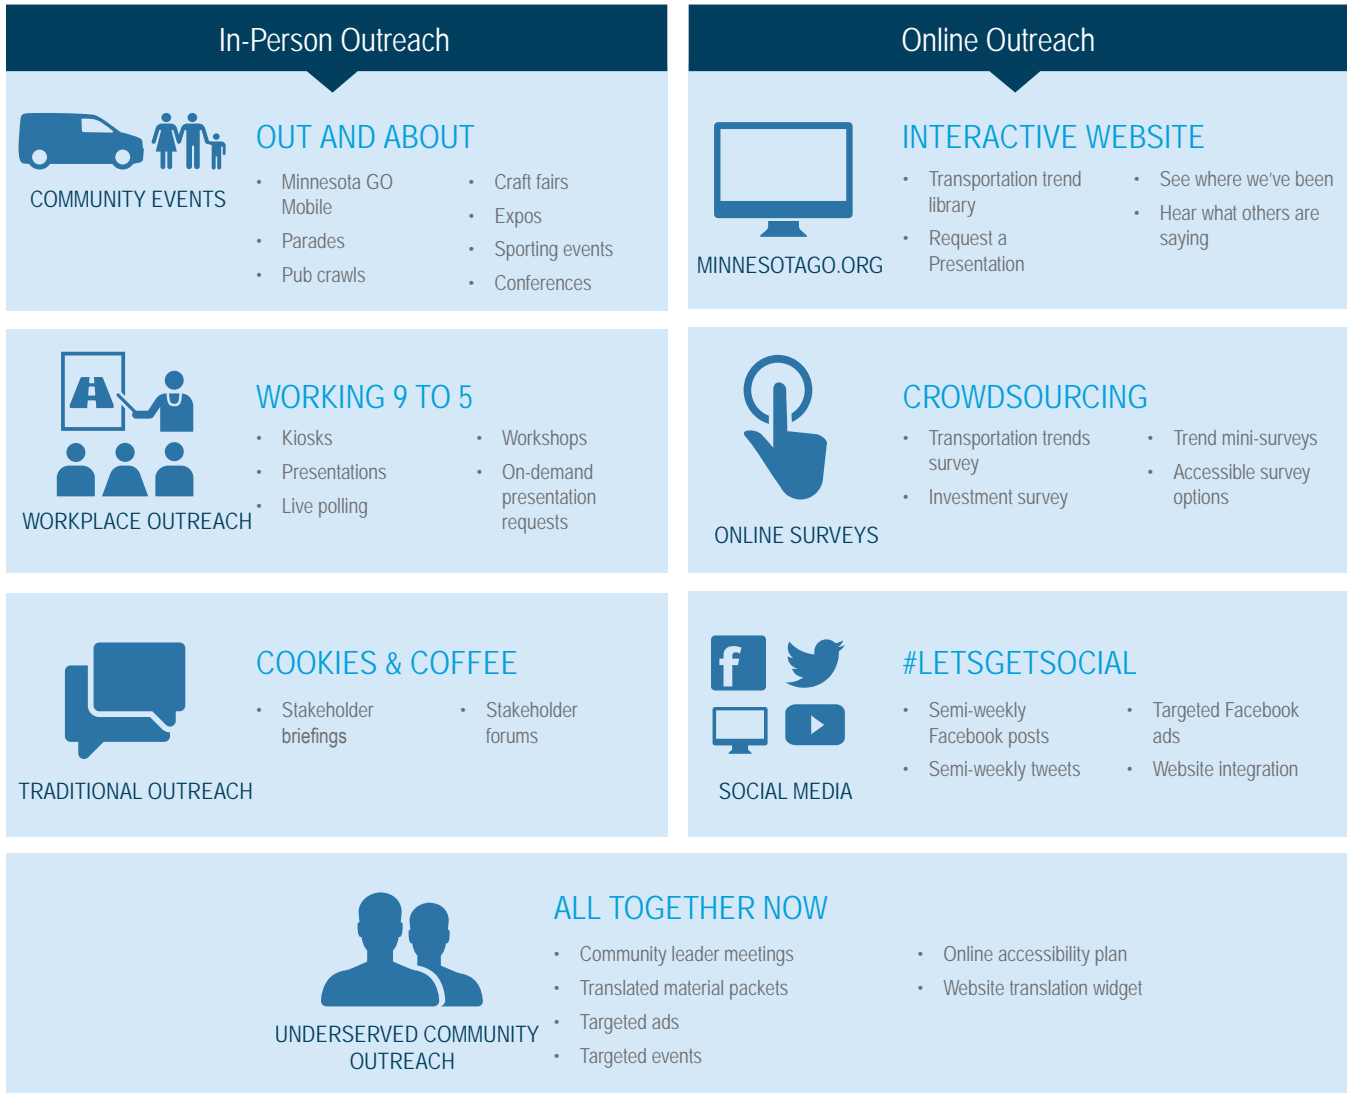 In-Person Outreach
COMMUNITY EVENTS
OUT AND ABOUT
• Minnesota GO
Mobile
• Parades
• Pub crawls
• Craft fairs
• Expos
• Sporting events
• Conferences
WORKPLACE OUTREACH
WORKING 9 TO 5
• Kiosks
• Presentations
• Live polling
• Workshops
• On-demand
presentation
requests
TRADITIONAL OUTREACH
COOKIES & COFFEE
• Stakeholder
briefings
• Stakeholder
forums
Online Outreach
MINNESOTAGO.ORG
INTERACTIVE WEBSITE
• Transportation trend
library
• Request a
Presentation
• See where we've been
• Hear what others are
saying
ONLINE SURVEYS
CROWDSOURCING
• Transportation trends
survey
• Investment survey
• Trend mini-surveys
• Accessible survey
options
f
SOCIAL MEDIA
#LETSGETSOCIAL
• Semi-weekly
Facebook posts
• Semi-weekly tweets
• Targeted Facebook
ads
• Website integration
UNDERSERVED COMMUNITY
OUTREACH
ALL TOGETHER NOW
• Community leader meetings
• Translated material packets
• Targeted ads
• Targeted events
• Online accessibility plan
• Website translation widget